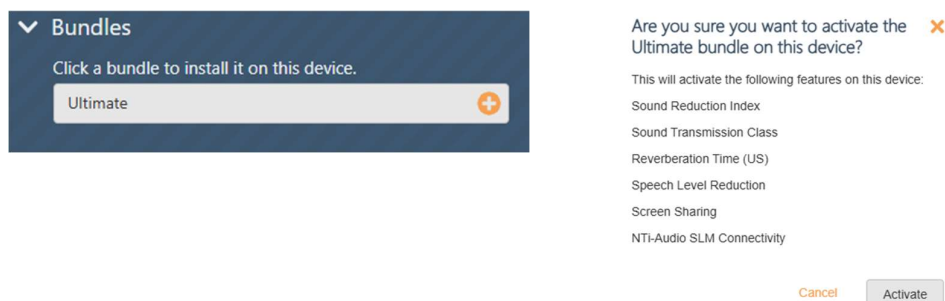 Bundles
Click a bundle to install it on this device.
Ultimate
Are you sure you want to activate the
Ultimate bundle on this device?
This will activate the following features on this device:
Sound Reduction Index
Sound Transmission Class
Reverberation Time (US)
Speech Level Reduction
Screen Sharing
NTi-Audio SLM Connectivity
Cancel
Activate